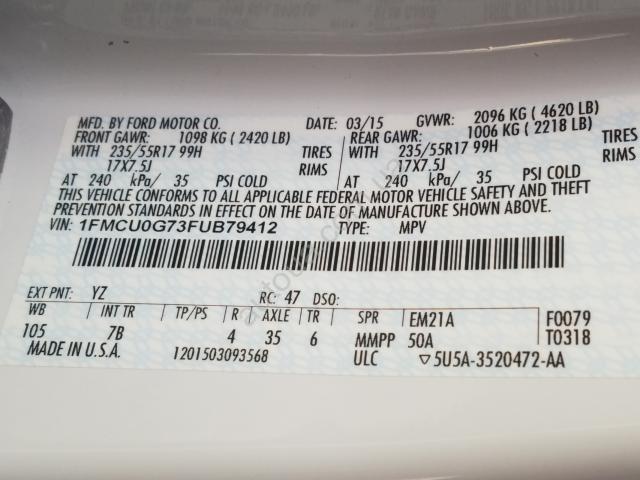 MFD. BY FORD MOTOR CO. DATE: 03/15 GVWR: 2096 KG ( 4620 LB)
FRONT GAWR: 1098 KG ( 2420 LB) REAR GAWR: 1006 KG ( 2218 LB)
WITH 235/55R17 99H TIRES WITH 235/55R17 99H TIRES
17X7.5J RIMS 17X7.5J RIMS
AT 240 kPa/ 35 PSI COLD AT 240 kPa/ 35 PSI COLD
THIS VEHICLE CONFORMS TO ALL APPLICABLE FEDERAL MOTOR VEHICLE SAFETY AND THEFT
PREVENTION STANDARDS IN EFFECT ON THE DATE OF MANUFACTURE SHOWN ABOVE.
VIN: 1FMCU0G73FUB79412 TYPE: MPV
EXT PNT: YZ RC: 47 DSO:
WB INT TR TP/PS R AXLE TR SPR EM21A F0079
105 7B 4 35 6 MMPP 50A T0318
MADE IN U.S.A. 1201503093568 ULC ▽5U5A-3520472-AA